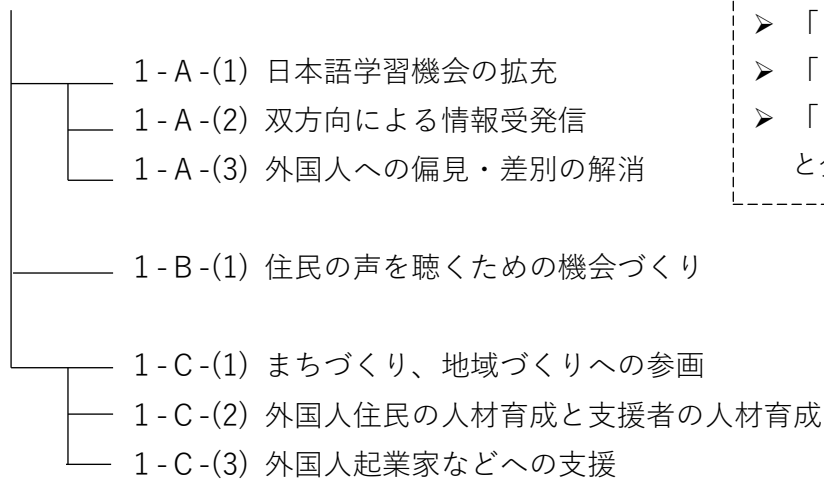 1-A-(1) 日本語学習機会の拡充
1-A-(2) 双方向による情報受発信
1-A-(3) 外国人への偏見・差別の解消
1-B-(1) 住民の声を聴くための機会づくり
1-C-(1) まちづくり、地域づくりへの参画
1-C-(2) 外国人住民の人材育成と支援者の人材育成
1-C-(3) 外国人起業家などへの支援
➢ 「
➢ 「
➢ 「
と